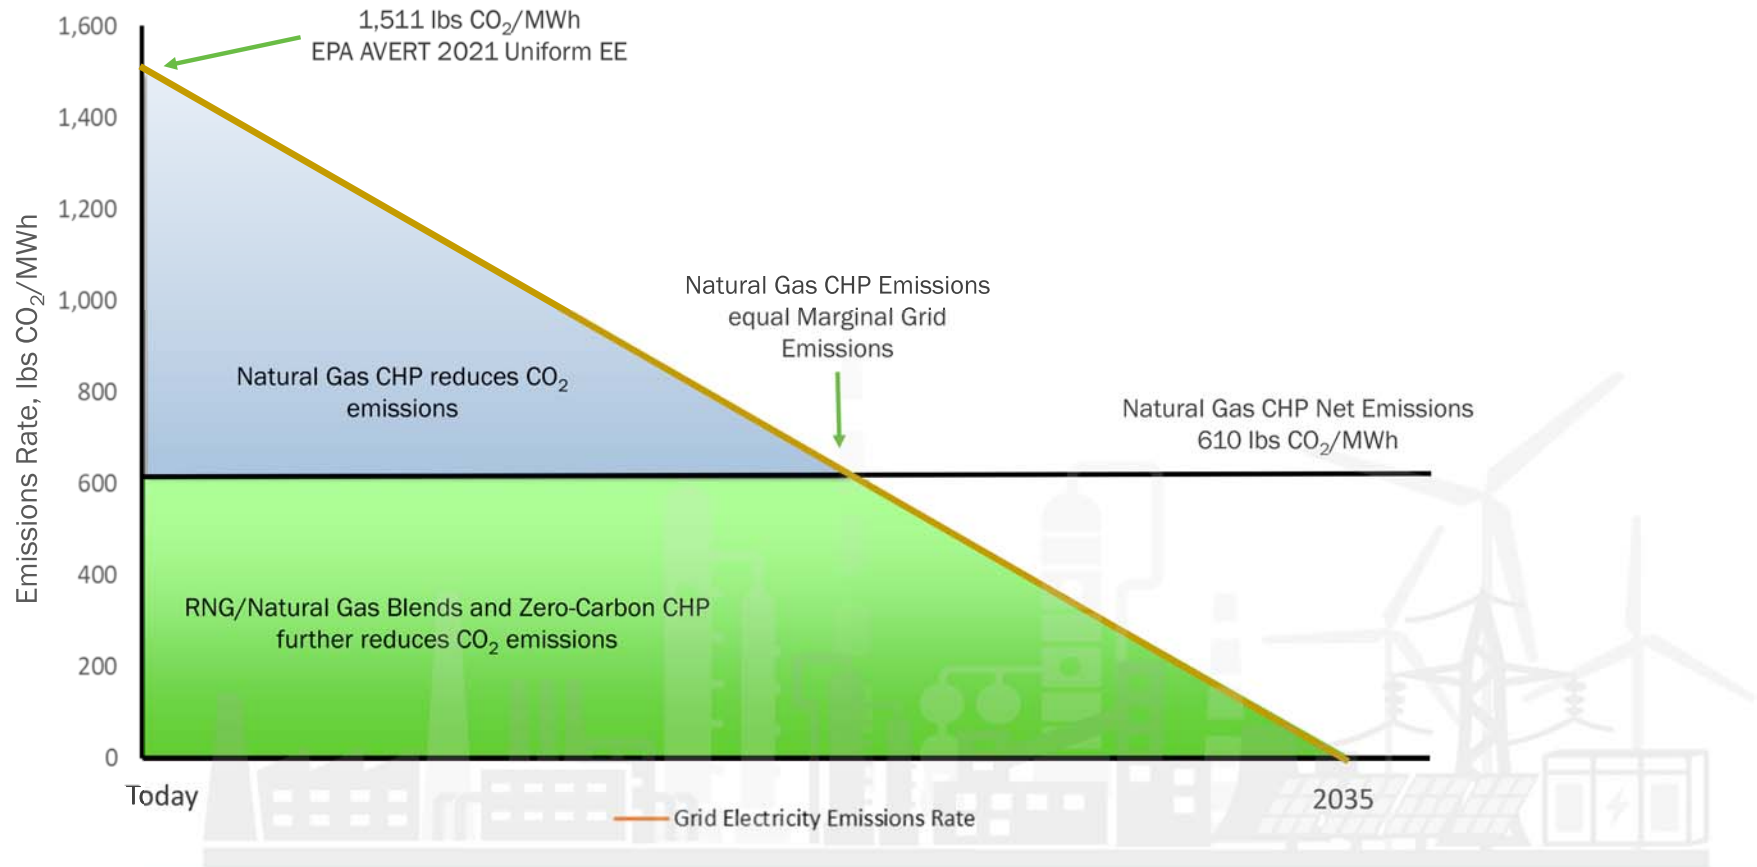 1,511 lbs CO₂/MWh
EPA AVERT 2021 Uniform EE
1,600
1,400
1,200
1,000
800
600
400
200
0
Emissions Rate, lbs CO₂/MWh
Natural Gas CHP Emissions
equal Marginal Grid
Emissions
Natural Gas CHP reduces CO₂
emissions
Natural Gas CHP Net Emissions
610 lbs CO₂/MWh
RNG/Natural Gas Blends and Zero-Carbon CHP
further reduces CO₂ emissions
Today
2035
Grid Electricity Emissions Rate